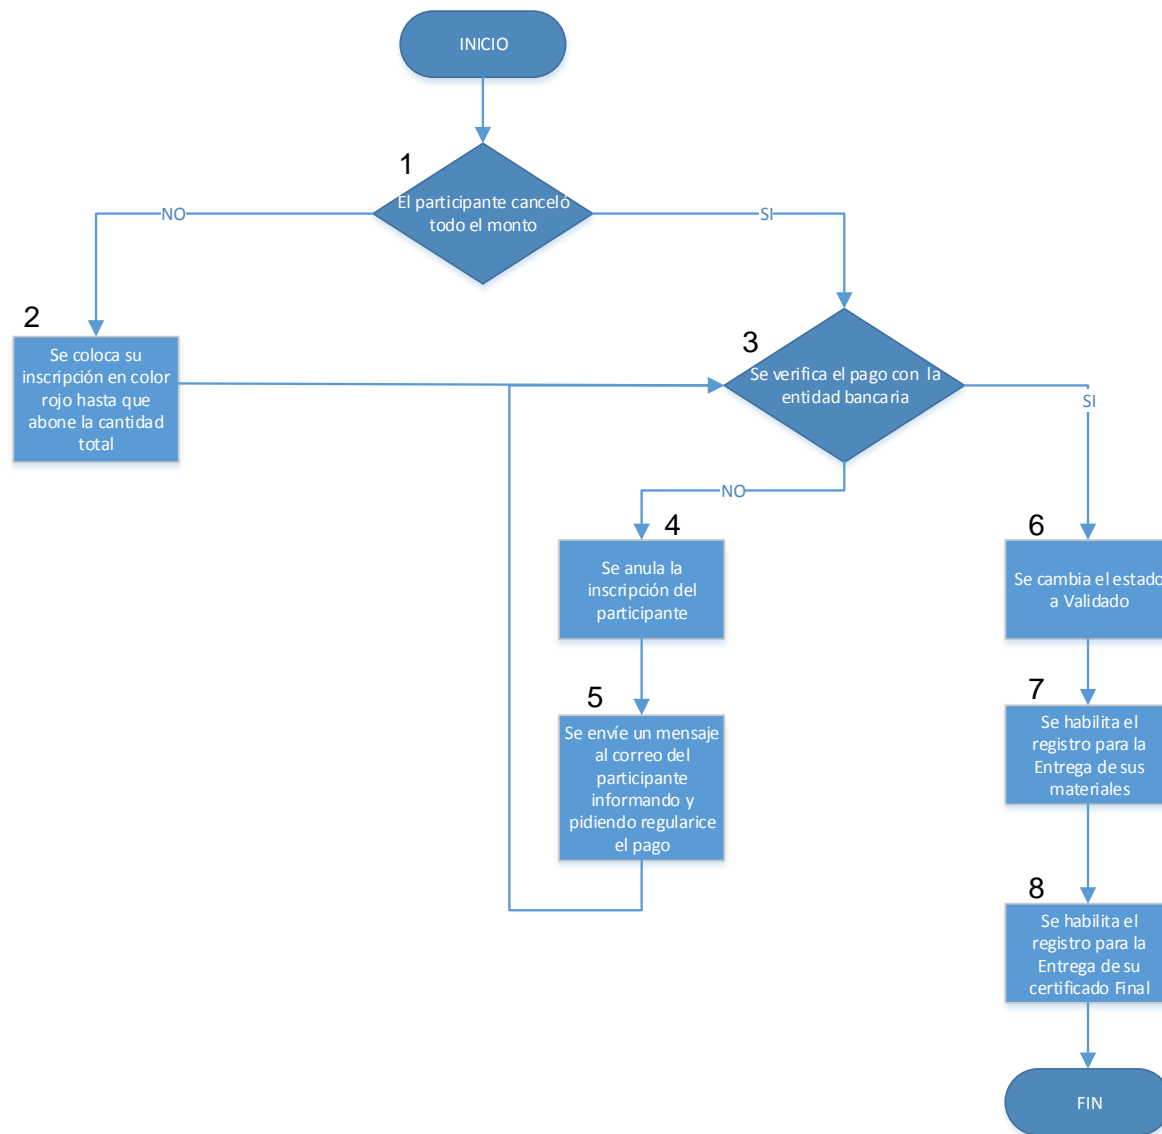 INICIO
1
El participante canceló
todo el monto
NO
SI
2
Se coloca su
inscripción en color
rojo hasta que
abone la cantidad
total
3
Se verifica el pago con la
entidad bancaria
SI
NO
4
Se anula la
inscripción del
participante
6
Se cambia el estado
a Validado
5
Se envíe un mensaje
al correo del
participante
informando y
pidiendo regularice
el pago
7
Se habilita el
registro para la
Entrega de sus
materiales
8
Se habilita el
registro para la
Entrega de su
certificado Final
FIN